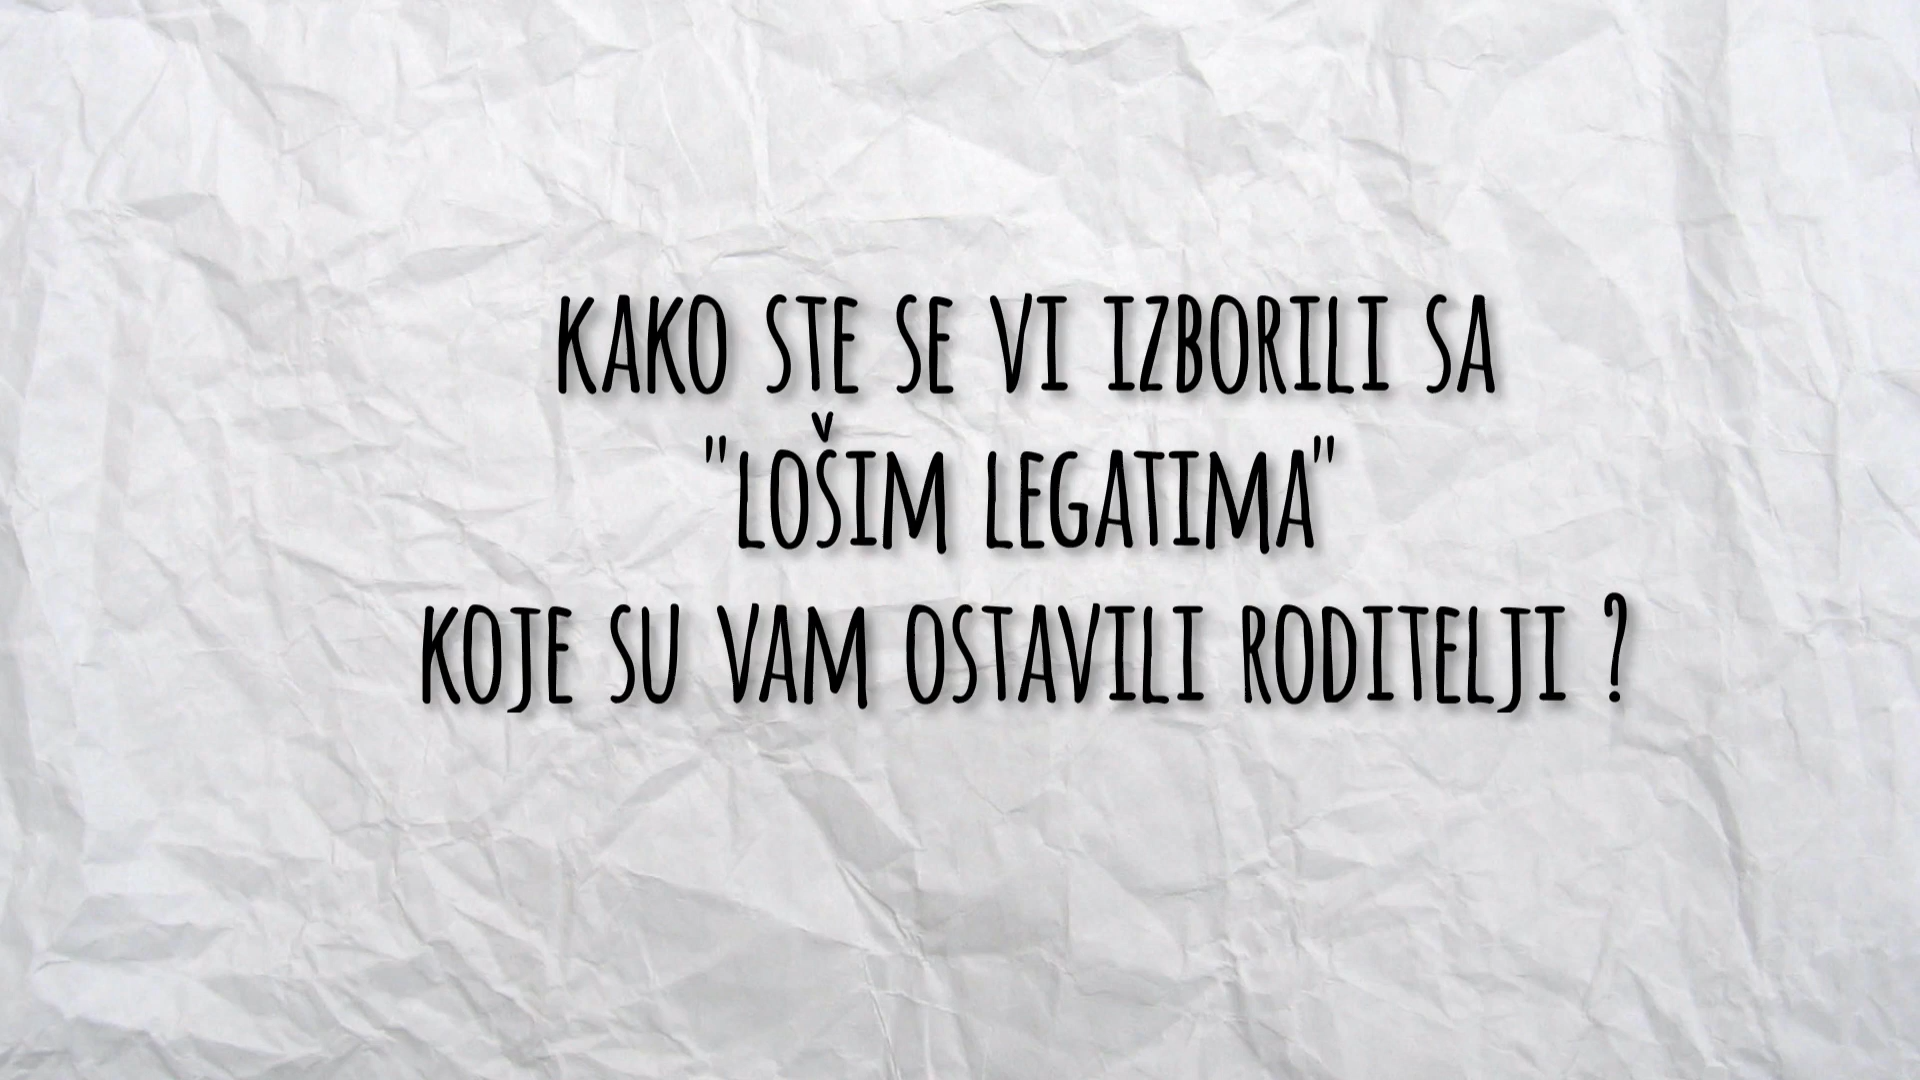 KAKO STE SE VI IZBORILI SA
"LOŠIM LEGATIMA"
KOJE SU VAM OSTAVILI RODITELJI ?